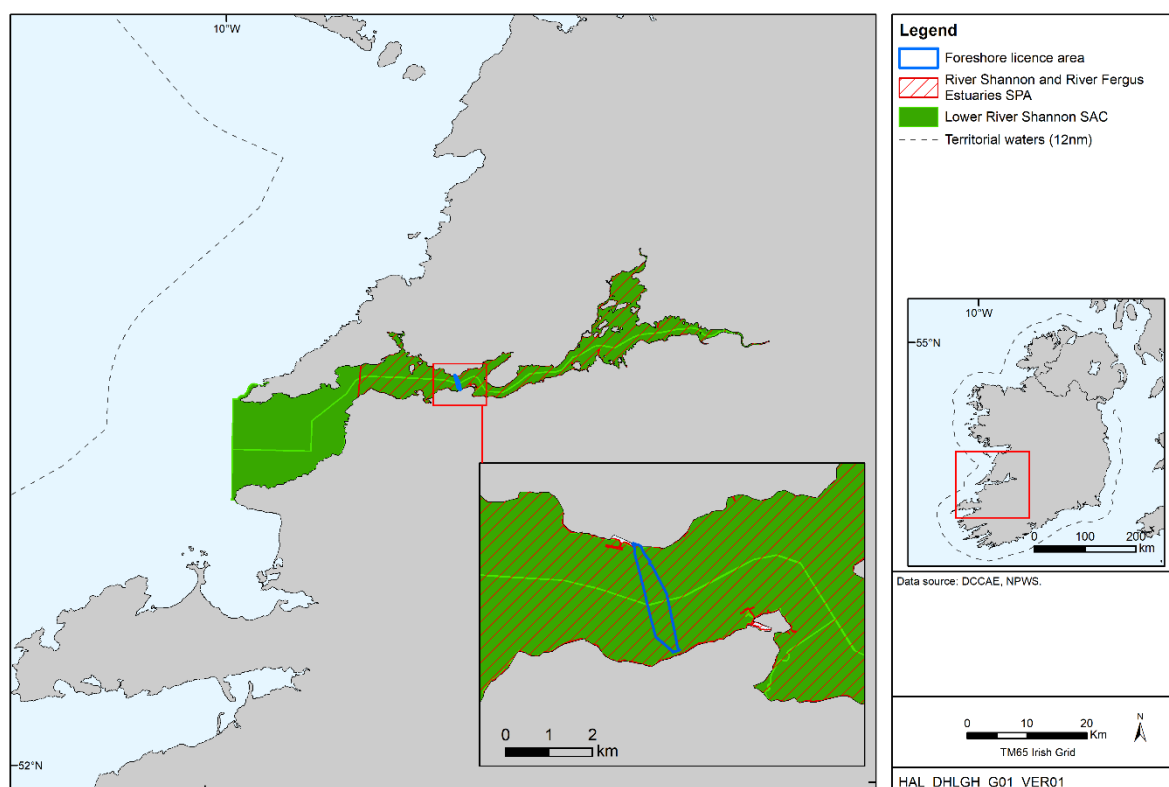 10°W
52°N
0 1 2
km
Legend
Foreshore licence area
River Shannon and River Fergus
Estuaries SPA
Lower River Shannon SAC
Territorial waters (12nm)
10°W
55°N
0 100 200
km
Data source: DCCAE, NPWS.
0 10 20
Km
N
TM65 Irish Grid
HAL_DHLGH_G01_VER01